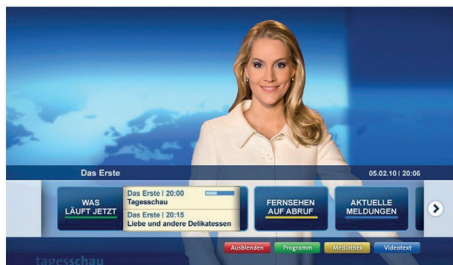 Das Erste
05.02.10 | 20:06
WAS
LÄUFT JETZT
Das Erste | 20:00
Tagesschau
Das Erste | 20:15
Liebe und andere Delikatessen
FERNSEHEN
AUF ABRUF
AKTUELLE
MELDUNGEN
Ausblenden
Programm
Mediathek
Videotext
tagesschau